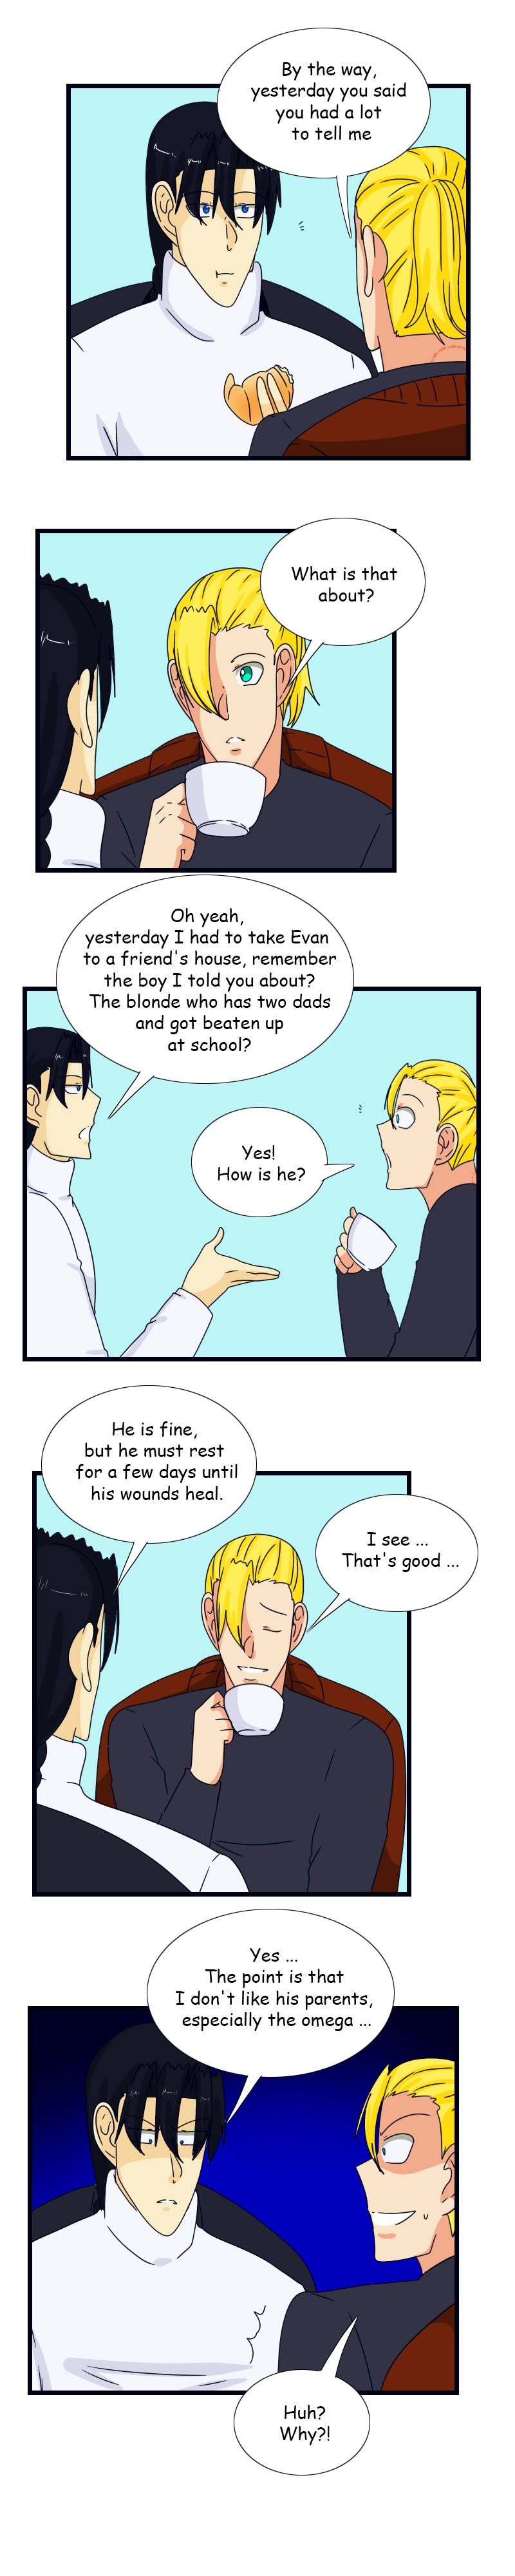 By the way,
yesterday you said
you had a lot
to tell me
What is that
about?
Oh yeah,
yesterday I had to take Evan
to a friend's house, remember
the boy I told you about?
The blonde who has two dads
and got beaten up
at school?
Yes!
How is he?
He is fine,
but he must rest
for a few days until
his wounds heal.
I see ...
That's good ...
Yes ...
The point is that
I don't like his parents,
especially the omega ...
Huh?
Why?!